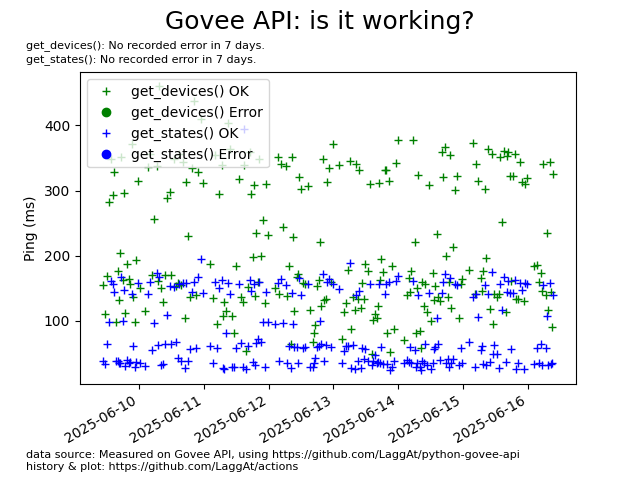 Govee API: is it working?
get_devices(): No recorded error in 7 days.
get_states(): No recorded error in 7 days.
get_devices() OK
get_devices() Error
get_states() OK
get_states() Error
Ping (ms)
400
300
200
100
2025-06-10
2025-06-11
2025-06-12
2025-06-13
2025-06-14
2025-06-15
2025-06-16
data source: Measured on Govee API, using https://github.com/LaggAt/python-govee-api
history & plot: https://github.com/LaggAt/actions